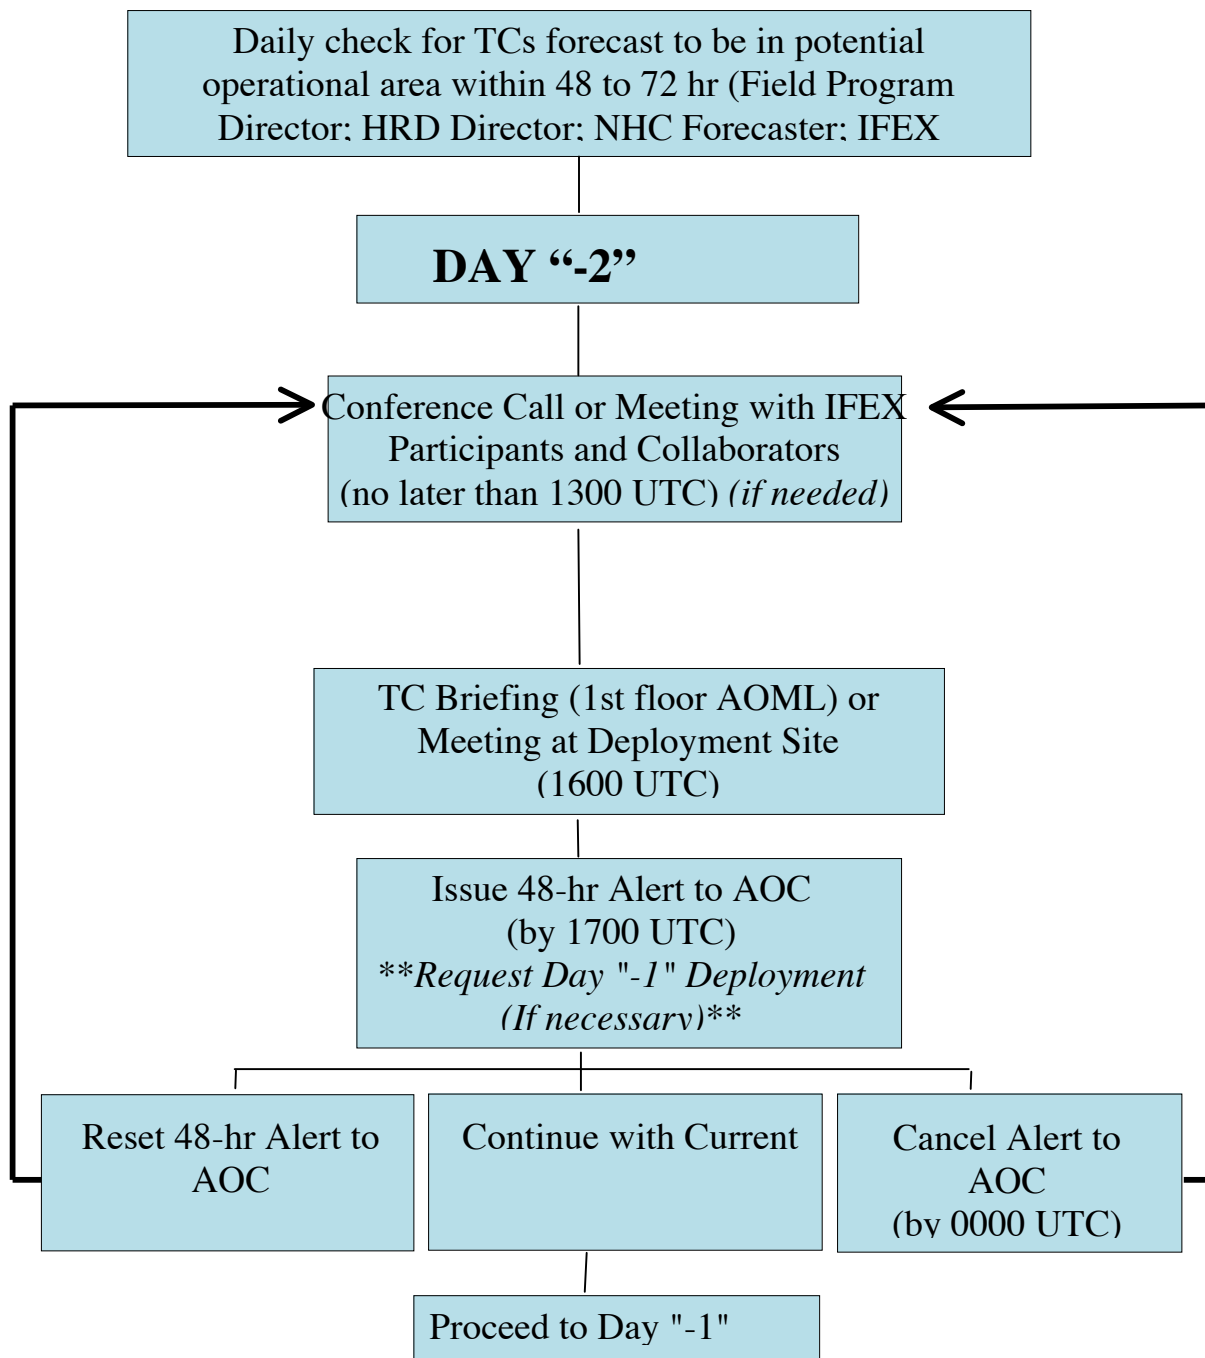 Daily check for TCs forecast to be in potential
operational area within 48 to 72 hr (Field Program
Director; HRD Director; NHC Forecaster; IFEX
DAY “-2”
Conference Call or Meeting with IFEX
Participants and Collaborators
(no later than 1300 UTC) (if needed)
TC Briefing (1st floor AOML) or
Meeting at Deployment Site
(1600 UTC)
Issue 48-hr Alert to AOC
(by 1700 UTC)
**Request Day "-1" Deployment
(If necessary)**
Reset 48-hr Alert to
AOC
Continue with Current
Cancel Alert to
AOC
(by 0000 UTC)
Proceed to Day "-1"